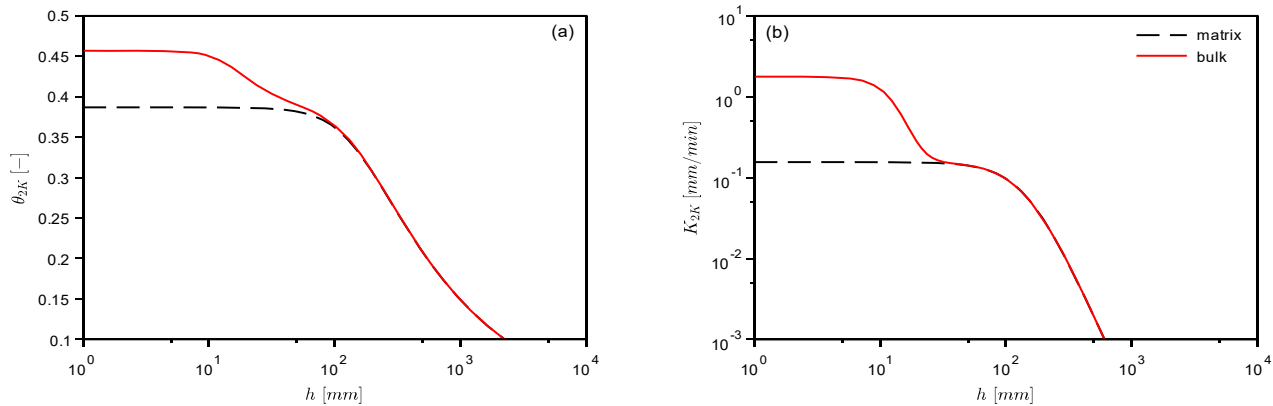 (a)
0.5
0.45
0.4
0.35
0.3
0.25
0.2
0.15
0.1
θ2K [−]
10^0 10^1 10^2 10^3 10^4
h [mm]
(b)
matrix
bulk
10^1
10^0
10^-1
10^-2
10^-3
K2K [mm/min]
10^0 10^1 10^2 10^3 10^4
h [mm]